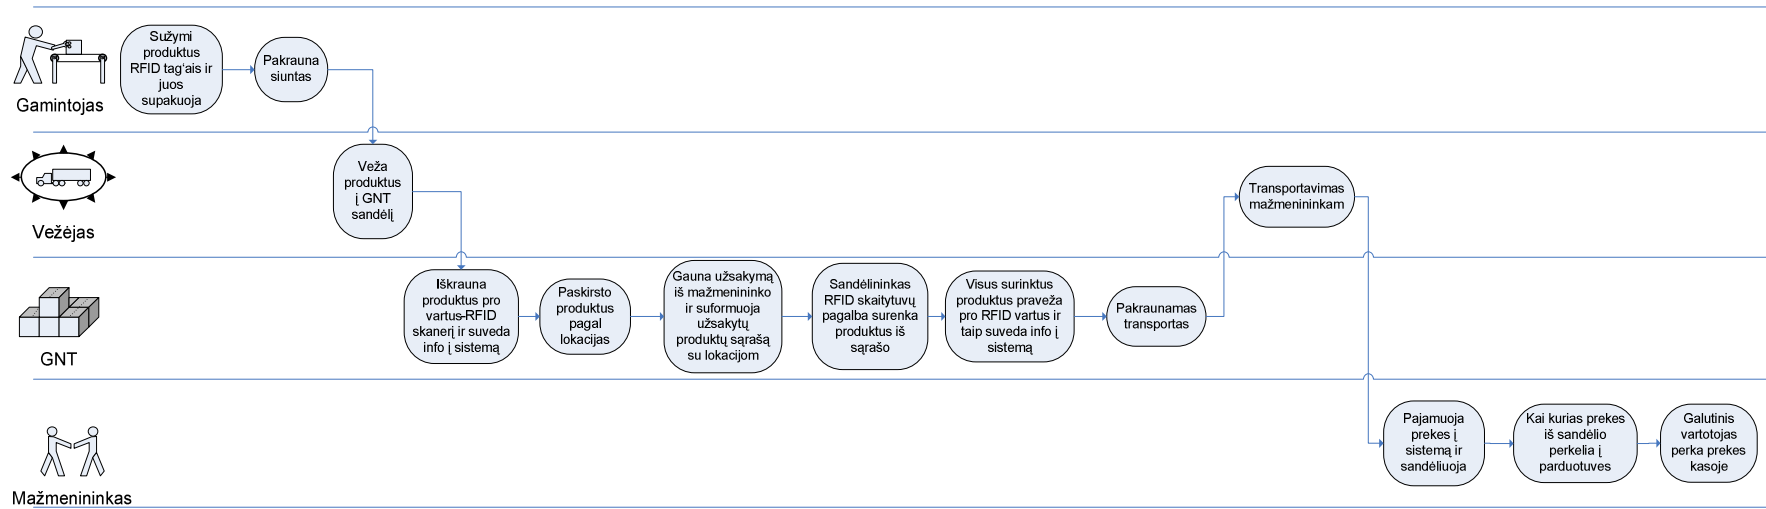 Sužymi
produktus
RFID tag‘ais ir
juos
supakuoja
Pakrauna
siuntas
Gamintojas
Veža
produktus
į GNT
sandėlį
Transportavimas
mažmenininkam
Vežėjas
Iškrauna
produktus pro
vartus-RFID
skanerį ir suveda
info į sistemą
Paskirsto
produktus
pagal
lokacijas
Gauna užsakymą
iš mažmenininko
ir suformuoja
užsakytų
produktų sąrašą
su lokacijom
Sandėlininkas
RFID skaitytuvų
pagalba surenka
produktus iš
sąrašo
Visus surinktus
produktus praveža
pro RFID vartus ir
taip suveda info į
sistemą
Pakraunamas
transportas
GNT
Pajamuoja
prekes į
sistemą ir
sandėliuoja
Kai kurias prekes
iš sandėlio
perkelia į
parduotuves
Galutinis
vartotojas
perka prekes
kasoje
Mažmenininkas